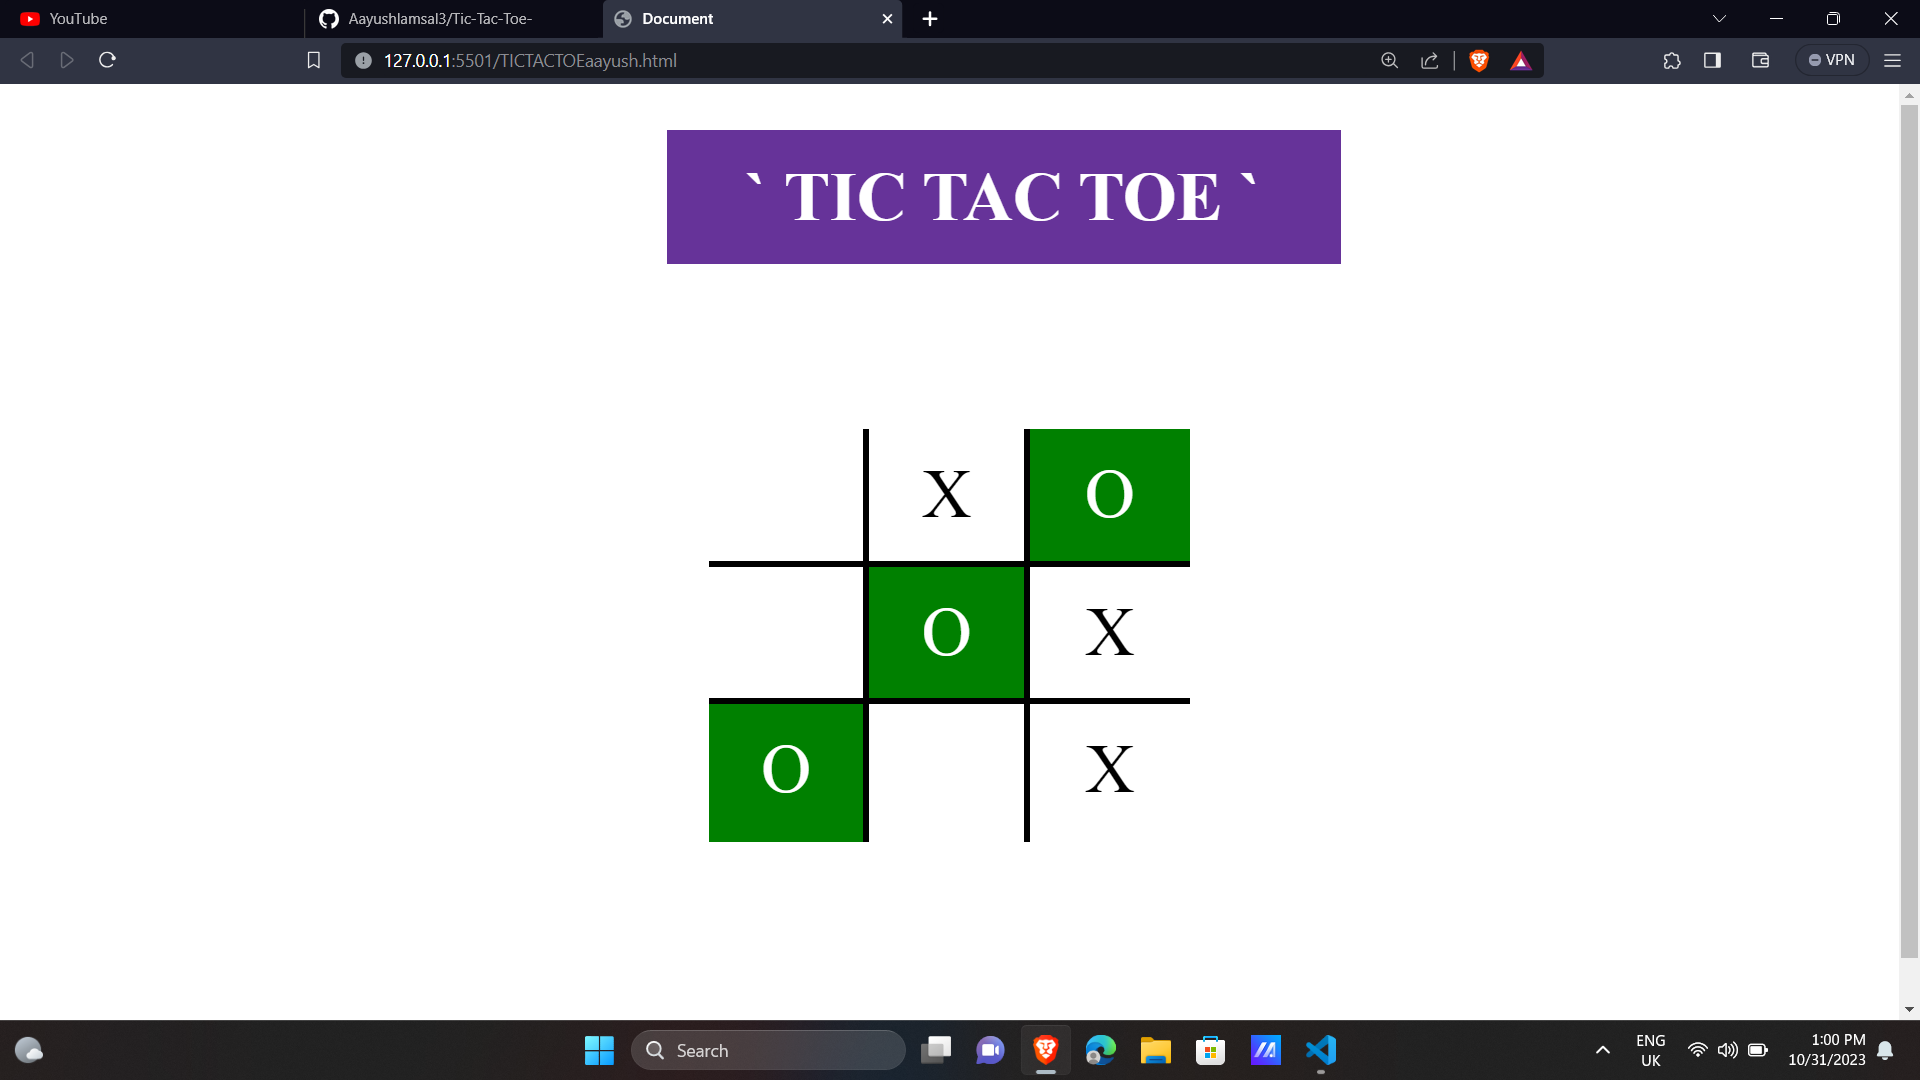 YouTube
Aayushlamsal3/Tic-Tac-Toe-
Document
127.0.0.1:5501/TICTACTOEaayush.html
VPN
` TIC TAC TOE `
X O
O X
O X
Search
ENG
UK
1:00 PM
10/31/2023